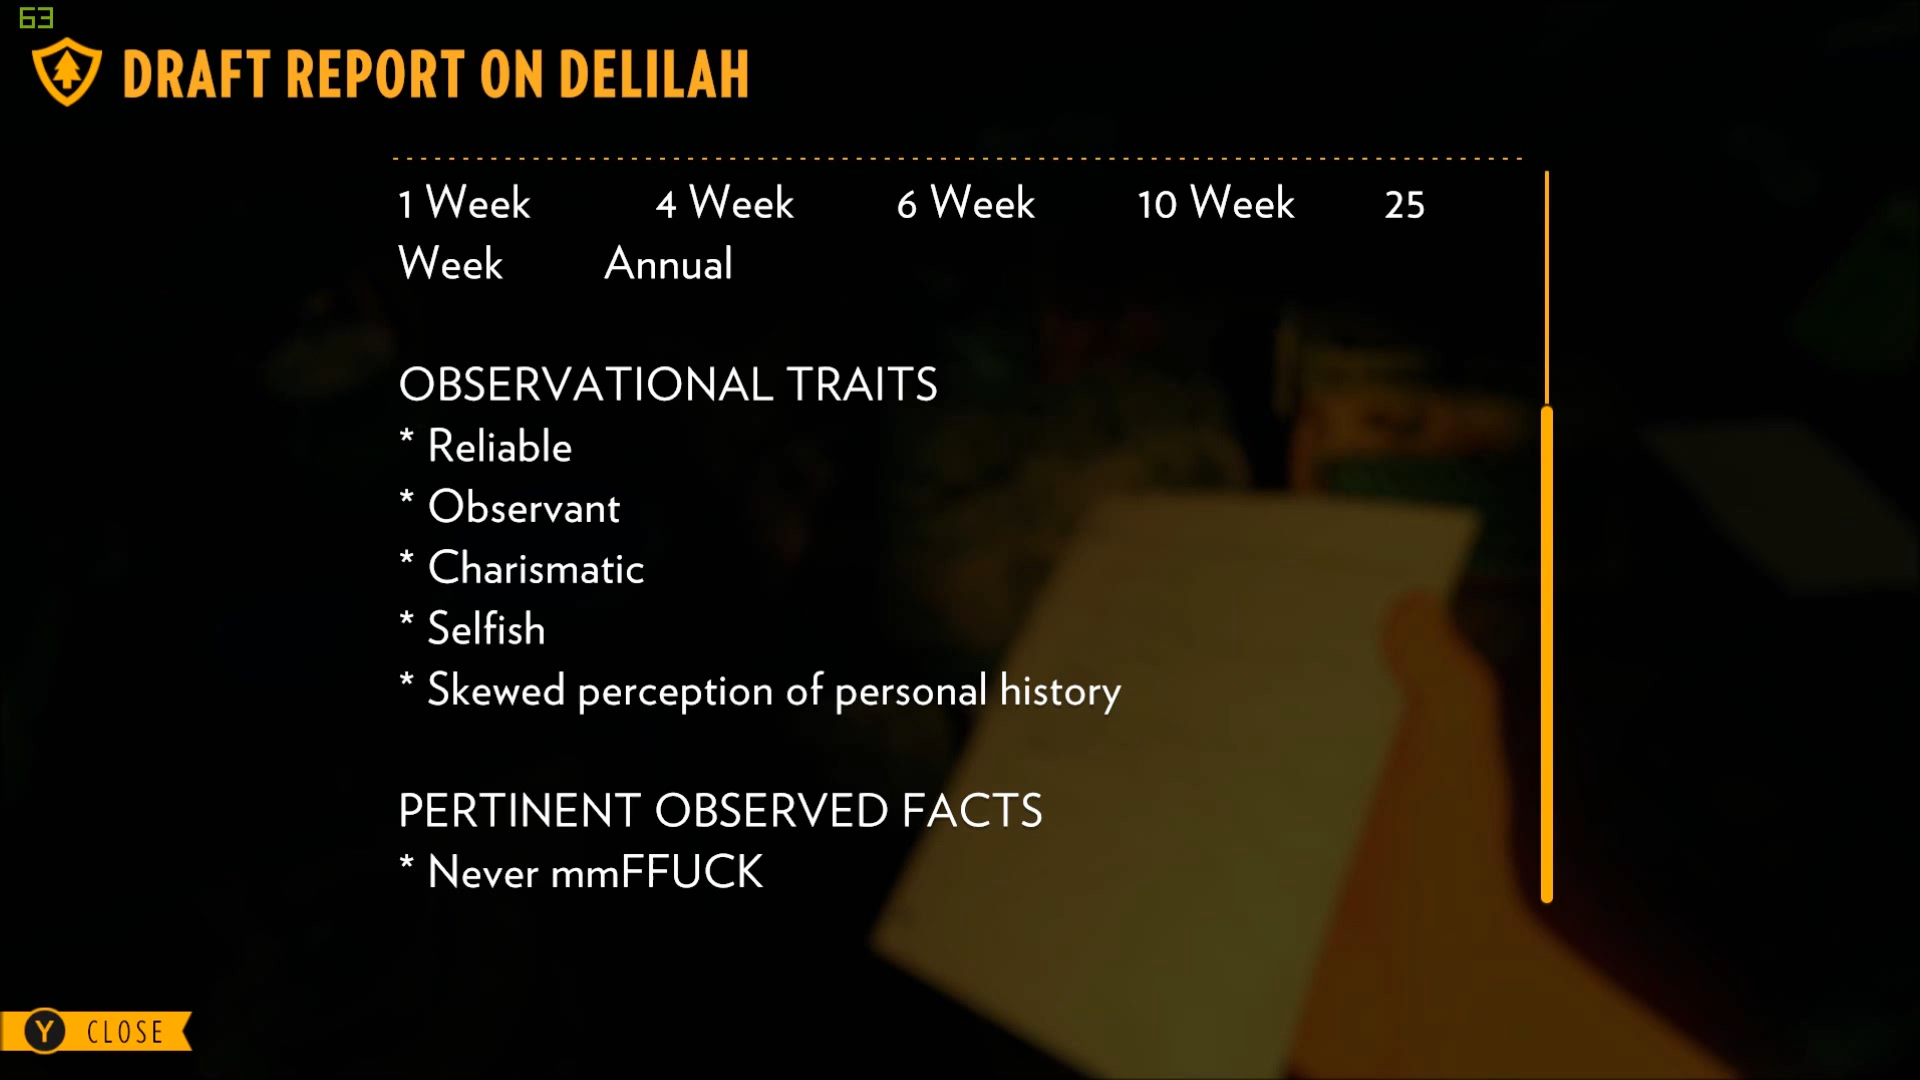 63
DRAFT REPORT ON DELILAH
1 Week 4 Week 6 Week 10 Week 25
Week Annual
OBSERVATIONAL TRAITS
* Reliable
* Observant
* Charismatic
* Selfish
* Skewed perception of personal history
PERTINENT OBSERVED FACTS
* Never mmFFUCK
Y CLOSE